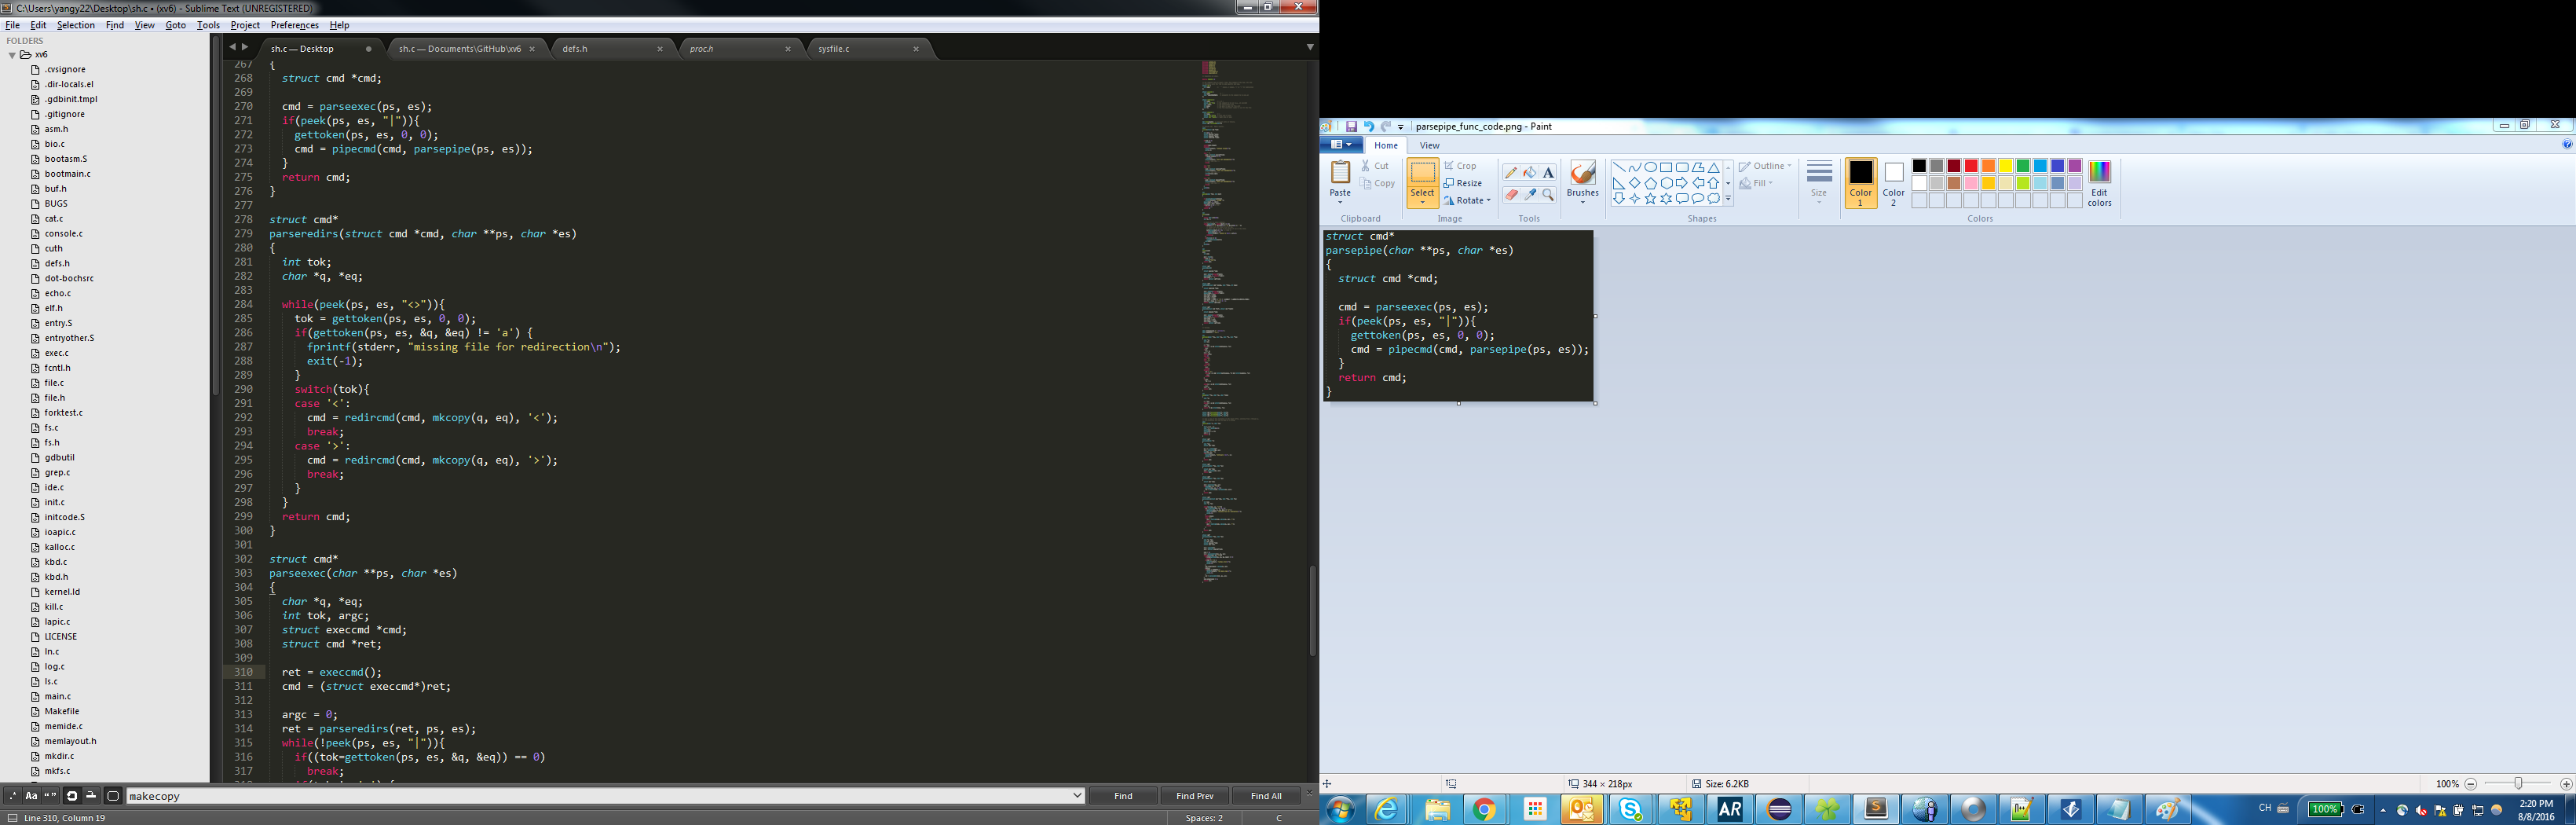 C:\Users\yangy22\Desktop\sh.c • (xv6) - Sublime Text (UNREGISTERED)
File Edit Selection Find View Goto Tools Project Preferences Help
FOLDERS
xv6
.cvsignore
.dir-locals.el
.gdbinit.tmpl
.gitignore
asm.h
bio.c
bootasm.S
bootmain.c
buf.h
BUGS
cat.c
console.c
cuth
defs.h
dot-bochsrc
echo.c
elf.h
entry.S
entryother.S
exec.c
fcntl.h
file.c
file.h
forktest.c
fs.c
fs.h
gdbutil
grep.c
ide.c
init.c
initcode.S
ioapic.c
kalloc.c
kbd.c
kbd.h
kernel.ld
kill.c
lapic.c
LICENSE
ln.c
log.c
ls.c
main.c
Makefile
memide.c
memlayout.h
mkdir.c
mkfs.c
sh.c — Desktop
sh.c — Documents\GitHub\xv6
defs.h
proc.h
sysfile.c
267 {
268   struct cmd *cmd;
269
270   cmd = parseexec(ps, es);
271   if(peek(ps, es, "|")){
272     gettoken(ps, es, 0, 0);
273     cmd = pipecmd(cmd, parsepipe(ps, es));
274   }
275   return cmd;
276 }
277
278 struct cmd*
279 parseredirs(struct cmd *cmd, char **ps, char *es)
280 {
281   int tok;
282   char *q, *eq;
283
284   while(peek(ps, es, "<>")){
285     tok = gettoken(ps, es, 0, 0);
286     if(gettoken(ps, es, &q, &eq) != 'a') {
287       fprintf(stderr, "missing file for redirection\n");
288       exit(-1);
289     }
290     switch(tok){
291     case '<':
292       cmd = redircmd(cmd, mkcopy(q, eq), '<');
293       break;
294     case '>':
295       cmd = redircmd(cmd, mkcopy(q, eq), '>');
296       break;
297     }
298   }
299   return cmd;
300 }
301
302 struct cmd*
303 parseexec(char **ps, char *es)
304 {
305   char *q, *eq;
306   int tok, argc;
307   struct execcmd *cmd;
308   struct cmd *ret;
309
310   ret = execcmd();
311   cmd = (struct execcmd*)ret;
312
313   argc = 0;
314   ret = parseredirs(ret, ps, es);
315   while(!peek(ps, es, "|")){
316     if((tok=gettoken(ps, es, &q, &eq)) == 0)
317       break;
.* Aa “” makecopy Find Find Prev Find All
Line 310, Column 19 Spaces: 2 C
parsepipe_func_code.png - Paint
Home View
Paste Cut Copy Select Crop Resize Rotate A Brushes Outline Fill Size Color 1 Color 2 Edit colors
Clipboard Image Tools Shapes Colors
struct cmd*
parsepipe(char **ps, char *es)
{
  struct cmd *cmd;
  cmd = parseexec(ps, es);
  if(peek(ps, es, "|")){
    gettoken(ps, es, 0, 0);
    cmd = pipecmd(cmd, parsepipe(ps, es));
  }
  return cmd;
}
344 × 218px Size: 6.2KB 100%
AR CH 100% 2:20 PM
8/8/2016